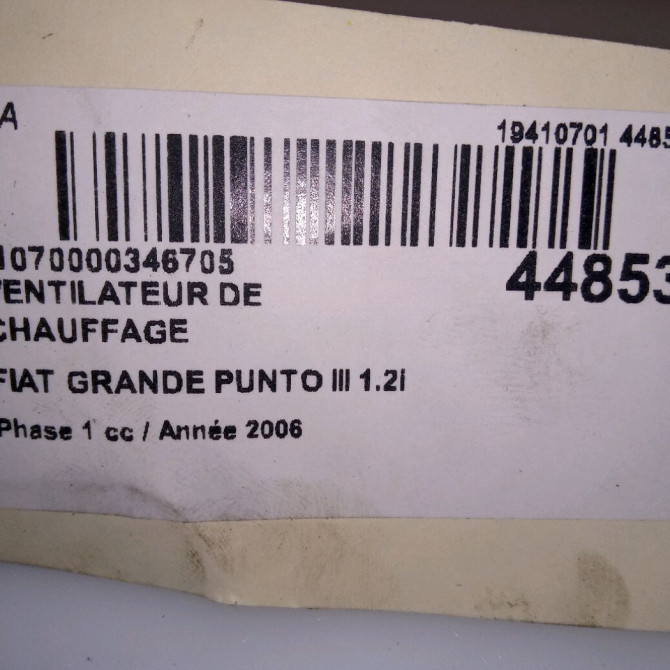 A
19410701 4485
1070000346705
44853
VENTILATEUR DE
CHAUFFAGE
FIAT GRANDE PUNTO III 1.2i
Phase 1 cc / Année 2006